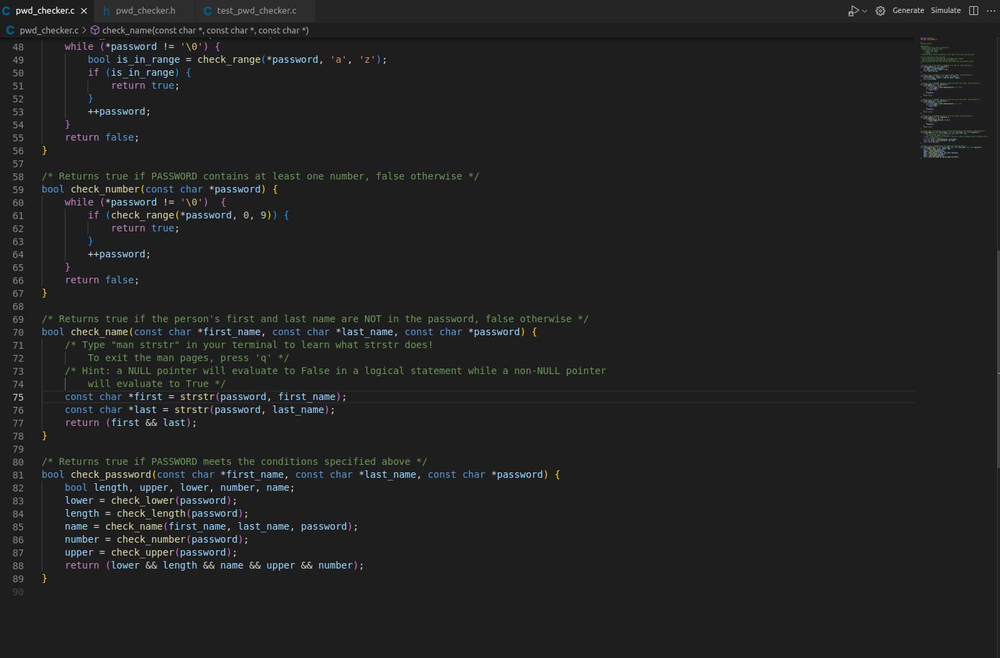 pwd_checker.c
pwd_checker.h
test_pwd_checker.c
Generate Simulate
pwd_checker.c > check_name(const char *, const char *, const char *)
48 while (*password != '\0') {
49 bool is_in_range = check_range(*password, 'a', 'z');
50 if (is_in_range) {
51 return true;
52 }
53 ++password;
54 }
55 return false;
56 }
57
58 /* Returns true if PASSWORD contains at least one number, false otherwise */
59 bool check_number(const char *password) {
60 while (*password != '\0')  {
61 if (check_range(*password, 0, 9)) {
62 return true;
63 }
64 ++password;
65 }
66 return false;
67 }
68
69 /* Returns true if the person's first and last name are NOT in the password, false otherwise */
70 bool check_name(const char *first_name, const char *last_name, const char *password) {
71 /* Type "man strstr" in your terminal to learn what strstr does!
72 To exit the man pages, press 'q' */
73 /* Hint: a NULL pointer will evaluate to False in a logical statement while a non-NULL pointer
74 will evaluate to True */
75 const char *first = strstr(password, first_name);
76 const char *last = strstr(password, last_name);
77 return (first && last);
78 }
79
80 /* Returns true if PASSWORD meets the conditions specified above */
81 bool check_password(const char *first_name, const char *last_name, const char *password) {
82 bool length, upper, lower, number, name;
83 lower = check_lower(password);
84 length = check_length(password);
85 name = check_name(first_name, last_name, password);
86 number = check_number(password);
87 upper = check_upper(password);
88 return (lower && length && name && upper && number);
89 }
90